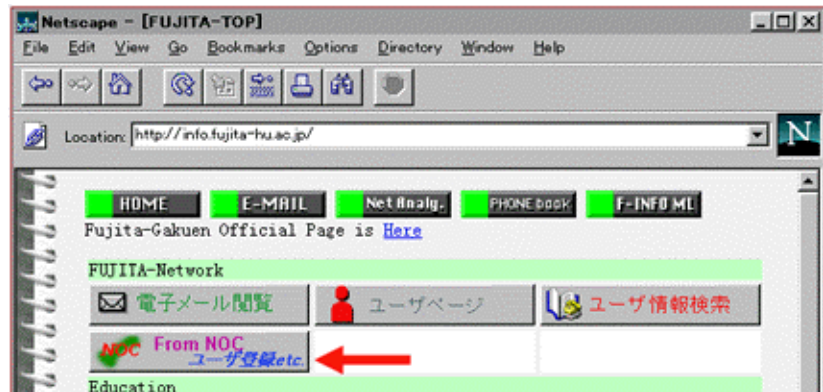 Netscape - [FUJITA-TOP]
File Edit View Go Bookmarks Options Directory Window Help
Location: http://info.fujita-hu.ac.jp/
N
HOME E-MAIL Net Analy. PHONE book F-INFO ML
Fujita-Gakuen Official Page is Here
FUJITA-Network
電子メール閲覧 ユーザページ ユーザ情報検索
NOC From NOC
ユーザ登録etc.
Education